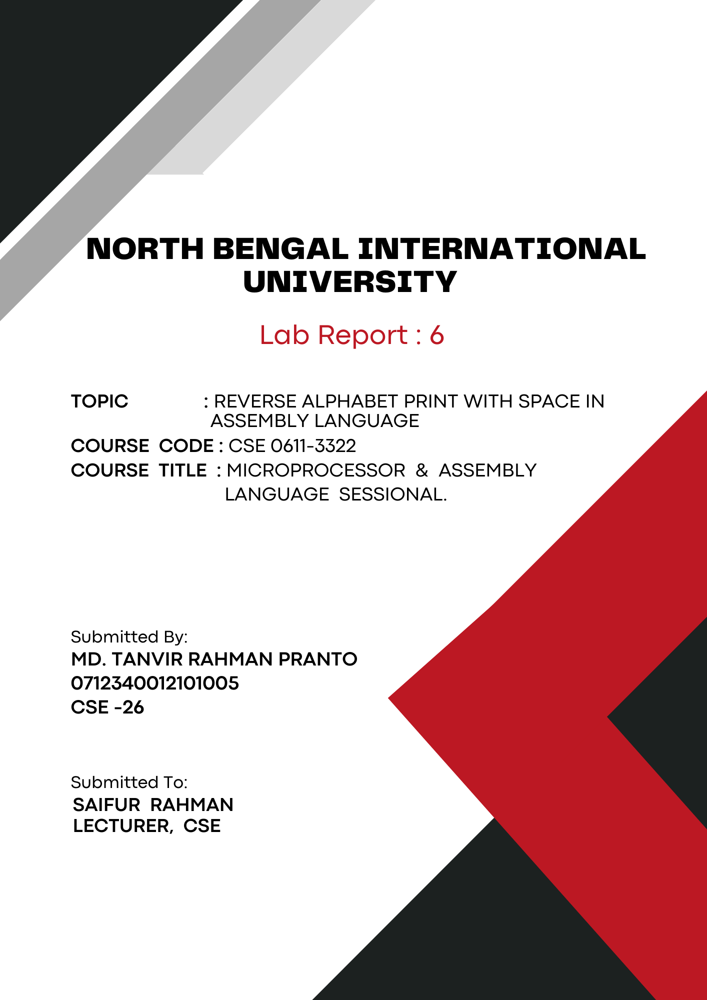 NORTH BENGAL INTERNATIONAL
UNIVERSITY
Lab Report : 6
TOPIC : REVERSE ALPHABET PRINT WITH SPACE IN
ASSEMBLY LANGUAGE
COURSE CODE : CSE 0611-3322
COURSE TITLE : MICROPROCESSOR & ASSEMBLY
LANGUAGE SESSIONAL.
Submitted By:
MD. TANVIR RAHMAN PRANTO
0712340012101005
CSE -26
Submitted To:
SAIFUR RAHMAN
LECTURER, CSE